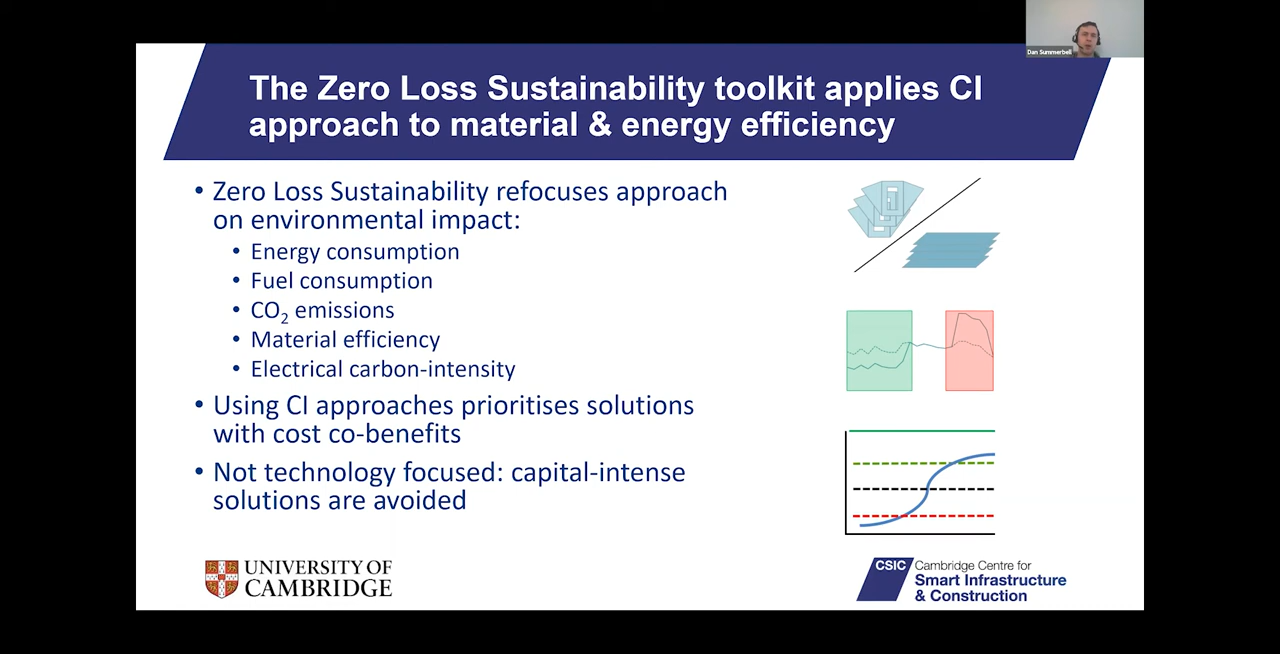 Dan Summerbell
The Zero Loss Sustainability toolkit applies CI
approach to material & energy efficiency
• Zero Loss Sustainability refocuses approach
on environmental impact:
• Energy consumption
• Fuel consumption
• CO₂ emissions
• Material efficiency
• Electrical carbon-intensity
• Using CI approaches prioritises solutions
with cost co-benefits
• Not technology focused: capital-intense
solutions are avoided
UNIVERSITY OF
CAMBRIDGE
CSIC
Cambridge Centre for
Smart Infrastructure
& Construction